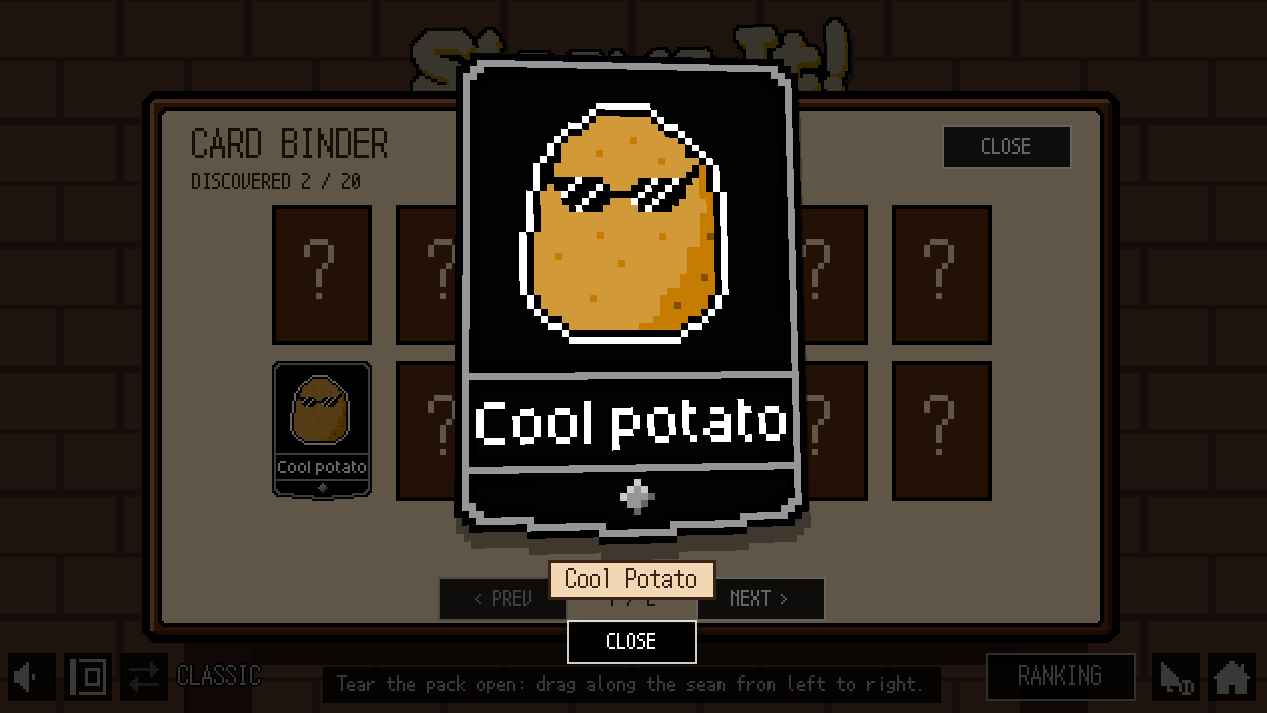 CARD BINDER
CLOSE
DISCOVERED 2 / 20
?
?
?
?
Cool potato
Cool potato
?
?
?
Cool Potato
< PREV
NEXT >
CLOSE
CLASSIC
Tear the pack open: drag along the seam from left to right.
RANKING